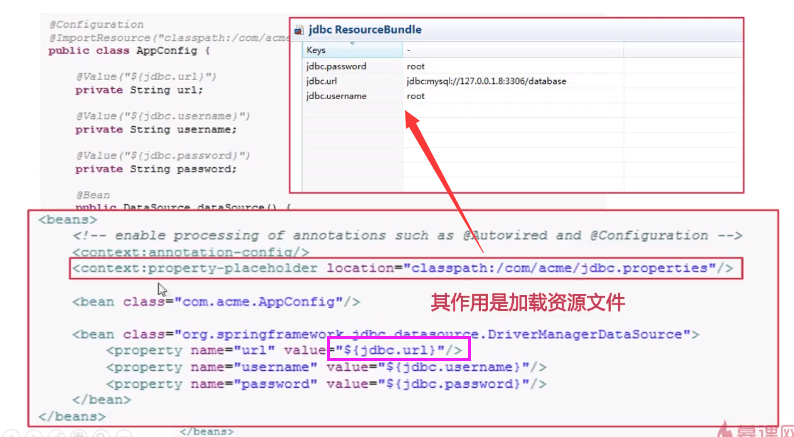 @Configuration
@ImportResource("classpath:/com/acme
public class AppConfig {
@Value("${jdbc.url}")
private String url;
@Value("${jdbc.username}")
private String username;
@Value("${jdbc.password}")
private String password;
@Bean
public DataSource dataSource() {
jdbc ResourceBundle
Keys -
jdbc.password root
jdbc.url jdbc:mysql://127.0.0.1.8:3306/database
jdbc.username root
<beans>
<!-- enable processing of annotations such as @Autowired and @Configuration -->
<context:annotation-config/>
<context:property-placeholder location="classpath:/com/acme/jdbc.properties"/>
<bean class="com.acme.AppConfig"/>
其作用是加载资源文件
<bean class="org.springframework.jdbc.datasource.DriverManagerDataSource">
<property name="url" value="${jdbc.url}"/>
<property name="username" value="${jdbc.username}"/>
<property name="password" value="${jdbc.password}"/>
</bean>
</beans>
</beans>
慕课网